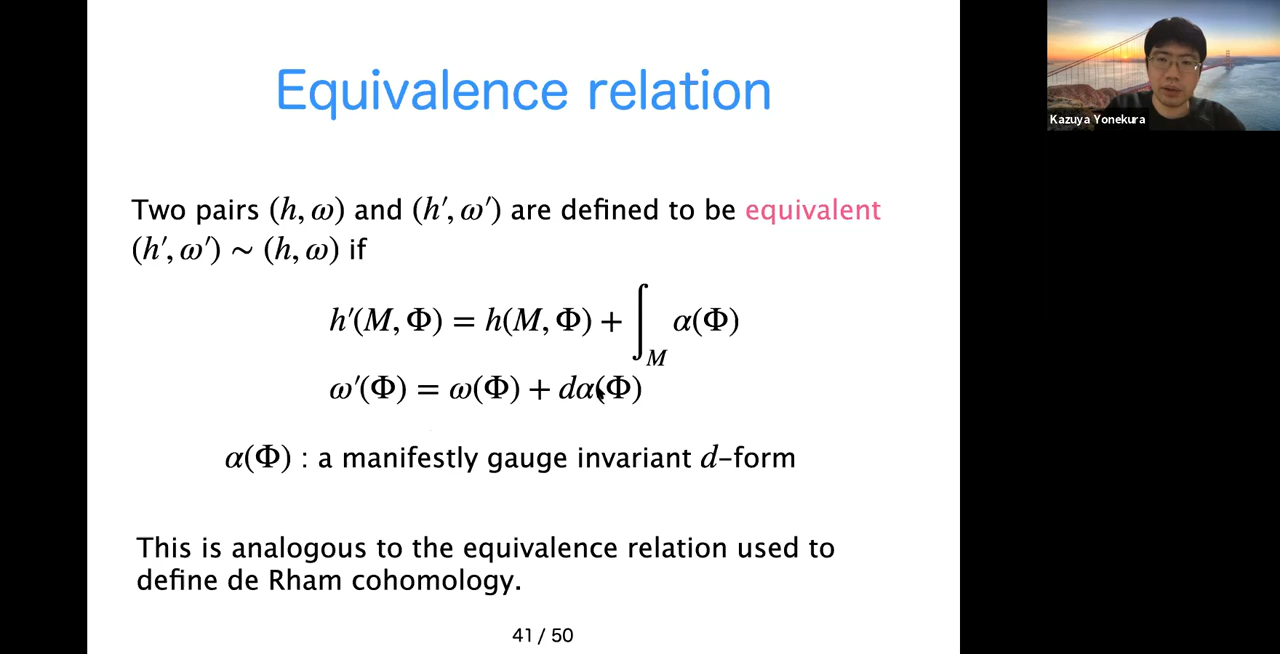 Equivalence relation
Two pairs (h, ω) and (h′, ω′) are defined to be equivalent
(h′, ω′) ∼ (h, ω) if
h′(M, Φ) = h(M, Φ) + ∫_M α(Φ)
ω′(Φ) = ω(Φ) + dα(Φ)
α(Φ) : a manifestly gauge invariant d-form
This is analogous to the equivalence relation used to
define de Rham cohomology.
41 / 50
Kazuya Yonekura